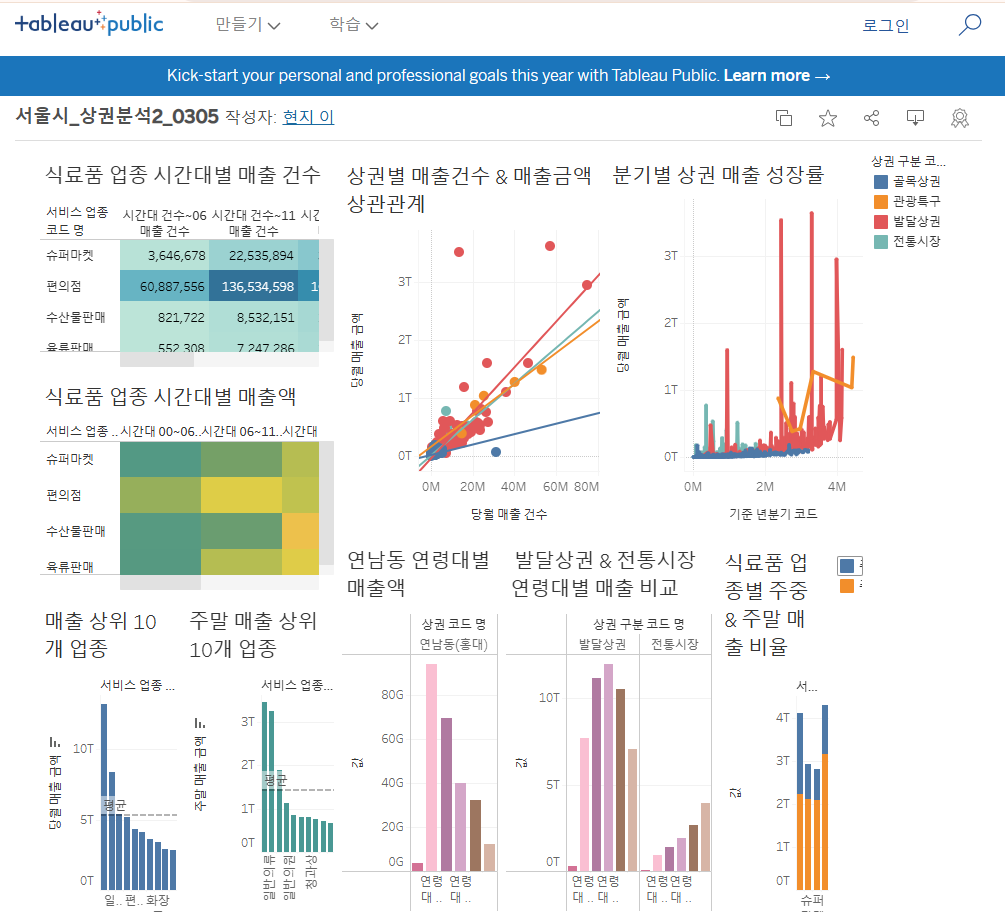 +ableau+public
만들기
학습
로그인
Kick-start your personal and professional goals this year with Tableau Public. Learn more →
서울시_상권분석2_0305 작성자: 현지 이
식료품 업종 시간대별 매출 건수
서비스 업종 코드 명
시간대 건수~06 매출 건수
시간대 건수~11 매출 건수
슈퍼마켓 3,646,678 22,535,894
편의점 60,887,556 136,534,598
수산물판매 821,722 8,532,151
육류판매 552,308 7,247,286
식료품 업종 시간대별 매출액
서비스 업종 ..
시간대 00~06..
시간대 06~11..
시간대
슈퍼마켓
편의점
수산물판매
육류판매
상권별 매출건수 & 매출금액
상관관계
당월 매출 금액
3T
2T
1T
0T
0M 20M 40M 60M 80M
당월 매출 건수
분기별 상권 매출 성장률
당월 매출 금액
3T
2T
1T
0T
0M 2M 4M
기준 년분기 코드
상권 구분 코...
골목상권
관광특구
발달상권
전통시장
매출 상위 10
개 업종
서비스 업종 ...
당월 매출 금액
10T
5T
0T
평균
일.. 편.. 화장
주말 매출 상위
10개 업종
서비스 업종...
주말 매출 금액
3T
2T
1T
0T
평균
일반의류
일반의원
청과상
연남동 연령대별
매출액
상권 코드 명
연남동(홍대)
값
80G
60G
40G
20G
0G
연령 연령
대 .. 대 ..
발달상권 & 전통시장
연령대별 매출 비교
상권 구분 코드 명
발달상권 전통시장
값
10T
5T
0T
연령 연령 연령 연령
대 .. 대 .. 대 .. 대 ..
식료품 업
종별 주중
& 주말 매
출 비율
서...
값
4T
3T
2T
1T
0T
슈퍼